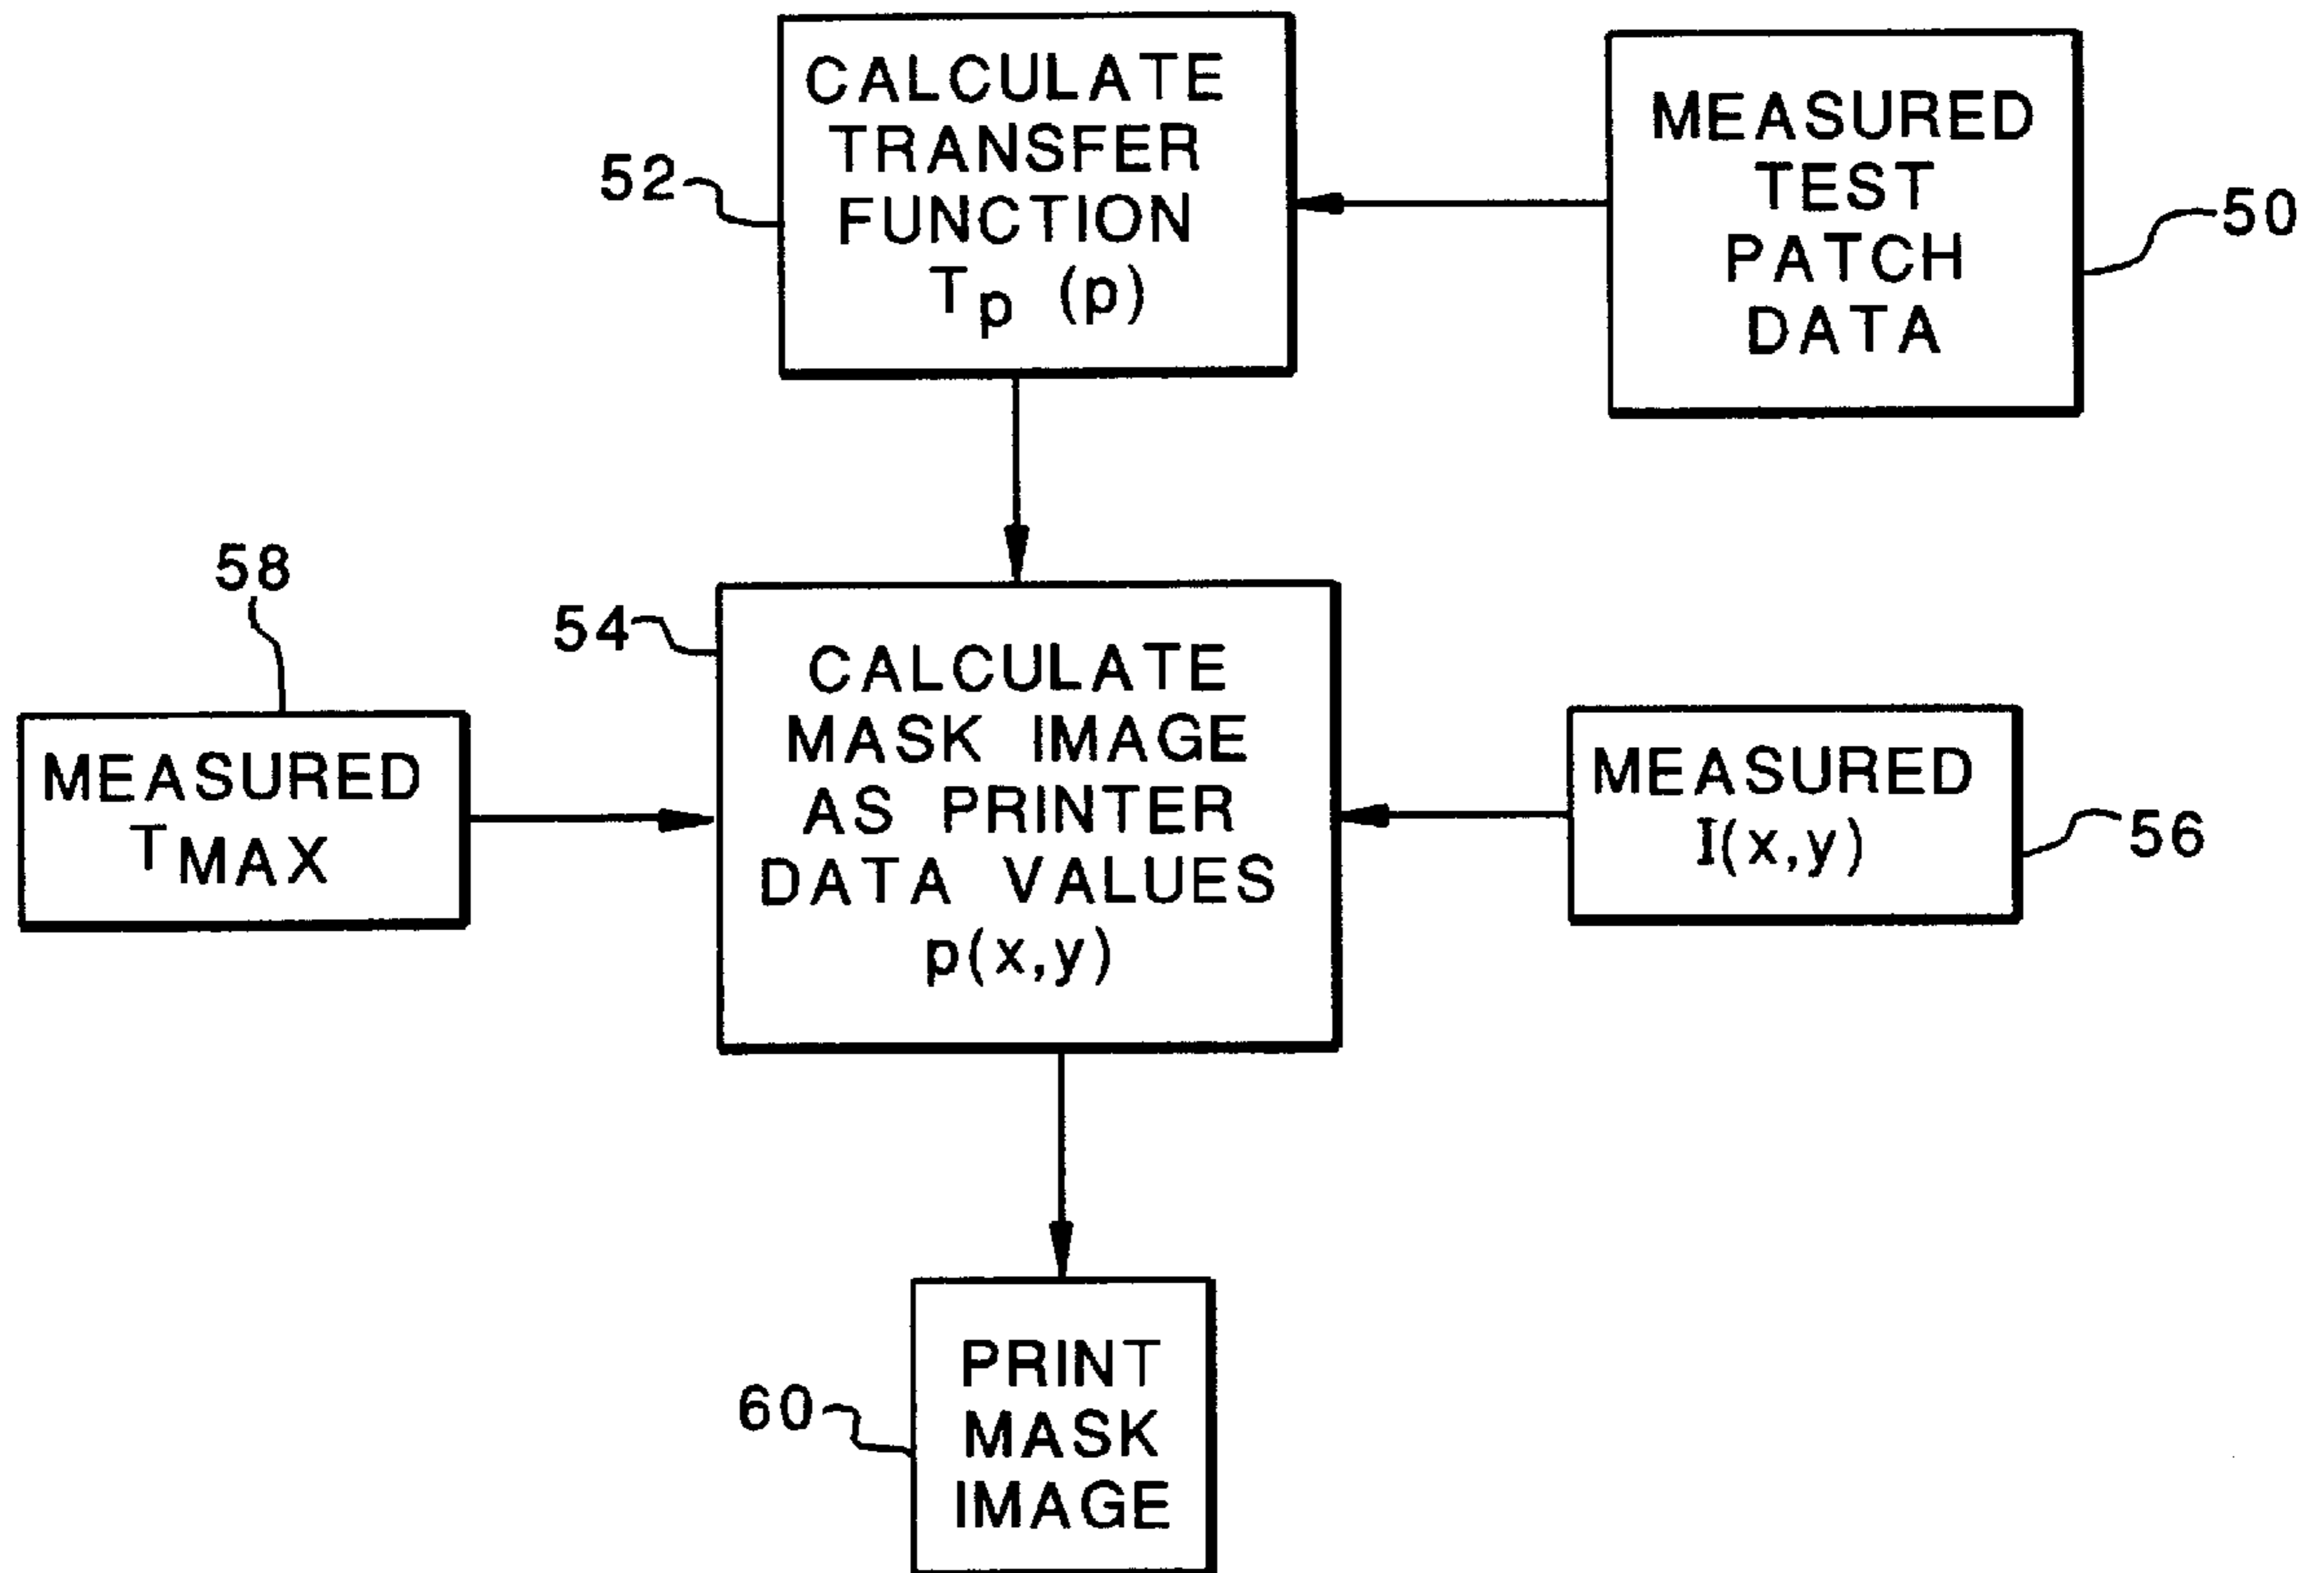 CALCULATE
TRANSFER
FUNCTION
Tp (p)
52
MEASURED
TEST
PATCH
DATA
50
58
54
MEASURED
TMAX
CALCULATE
MASK IMAGE
AS PRINTER
DATA VALUES
p(x,y)
MEASURED
I(x,y)
56
60
PRINT
MASK
IMAGE